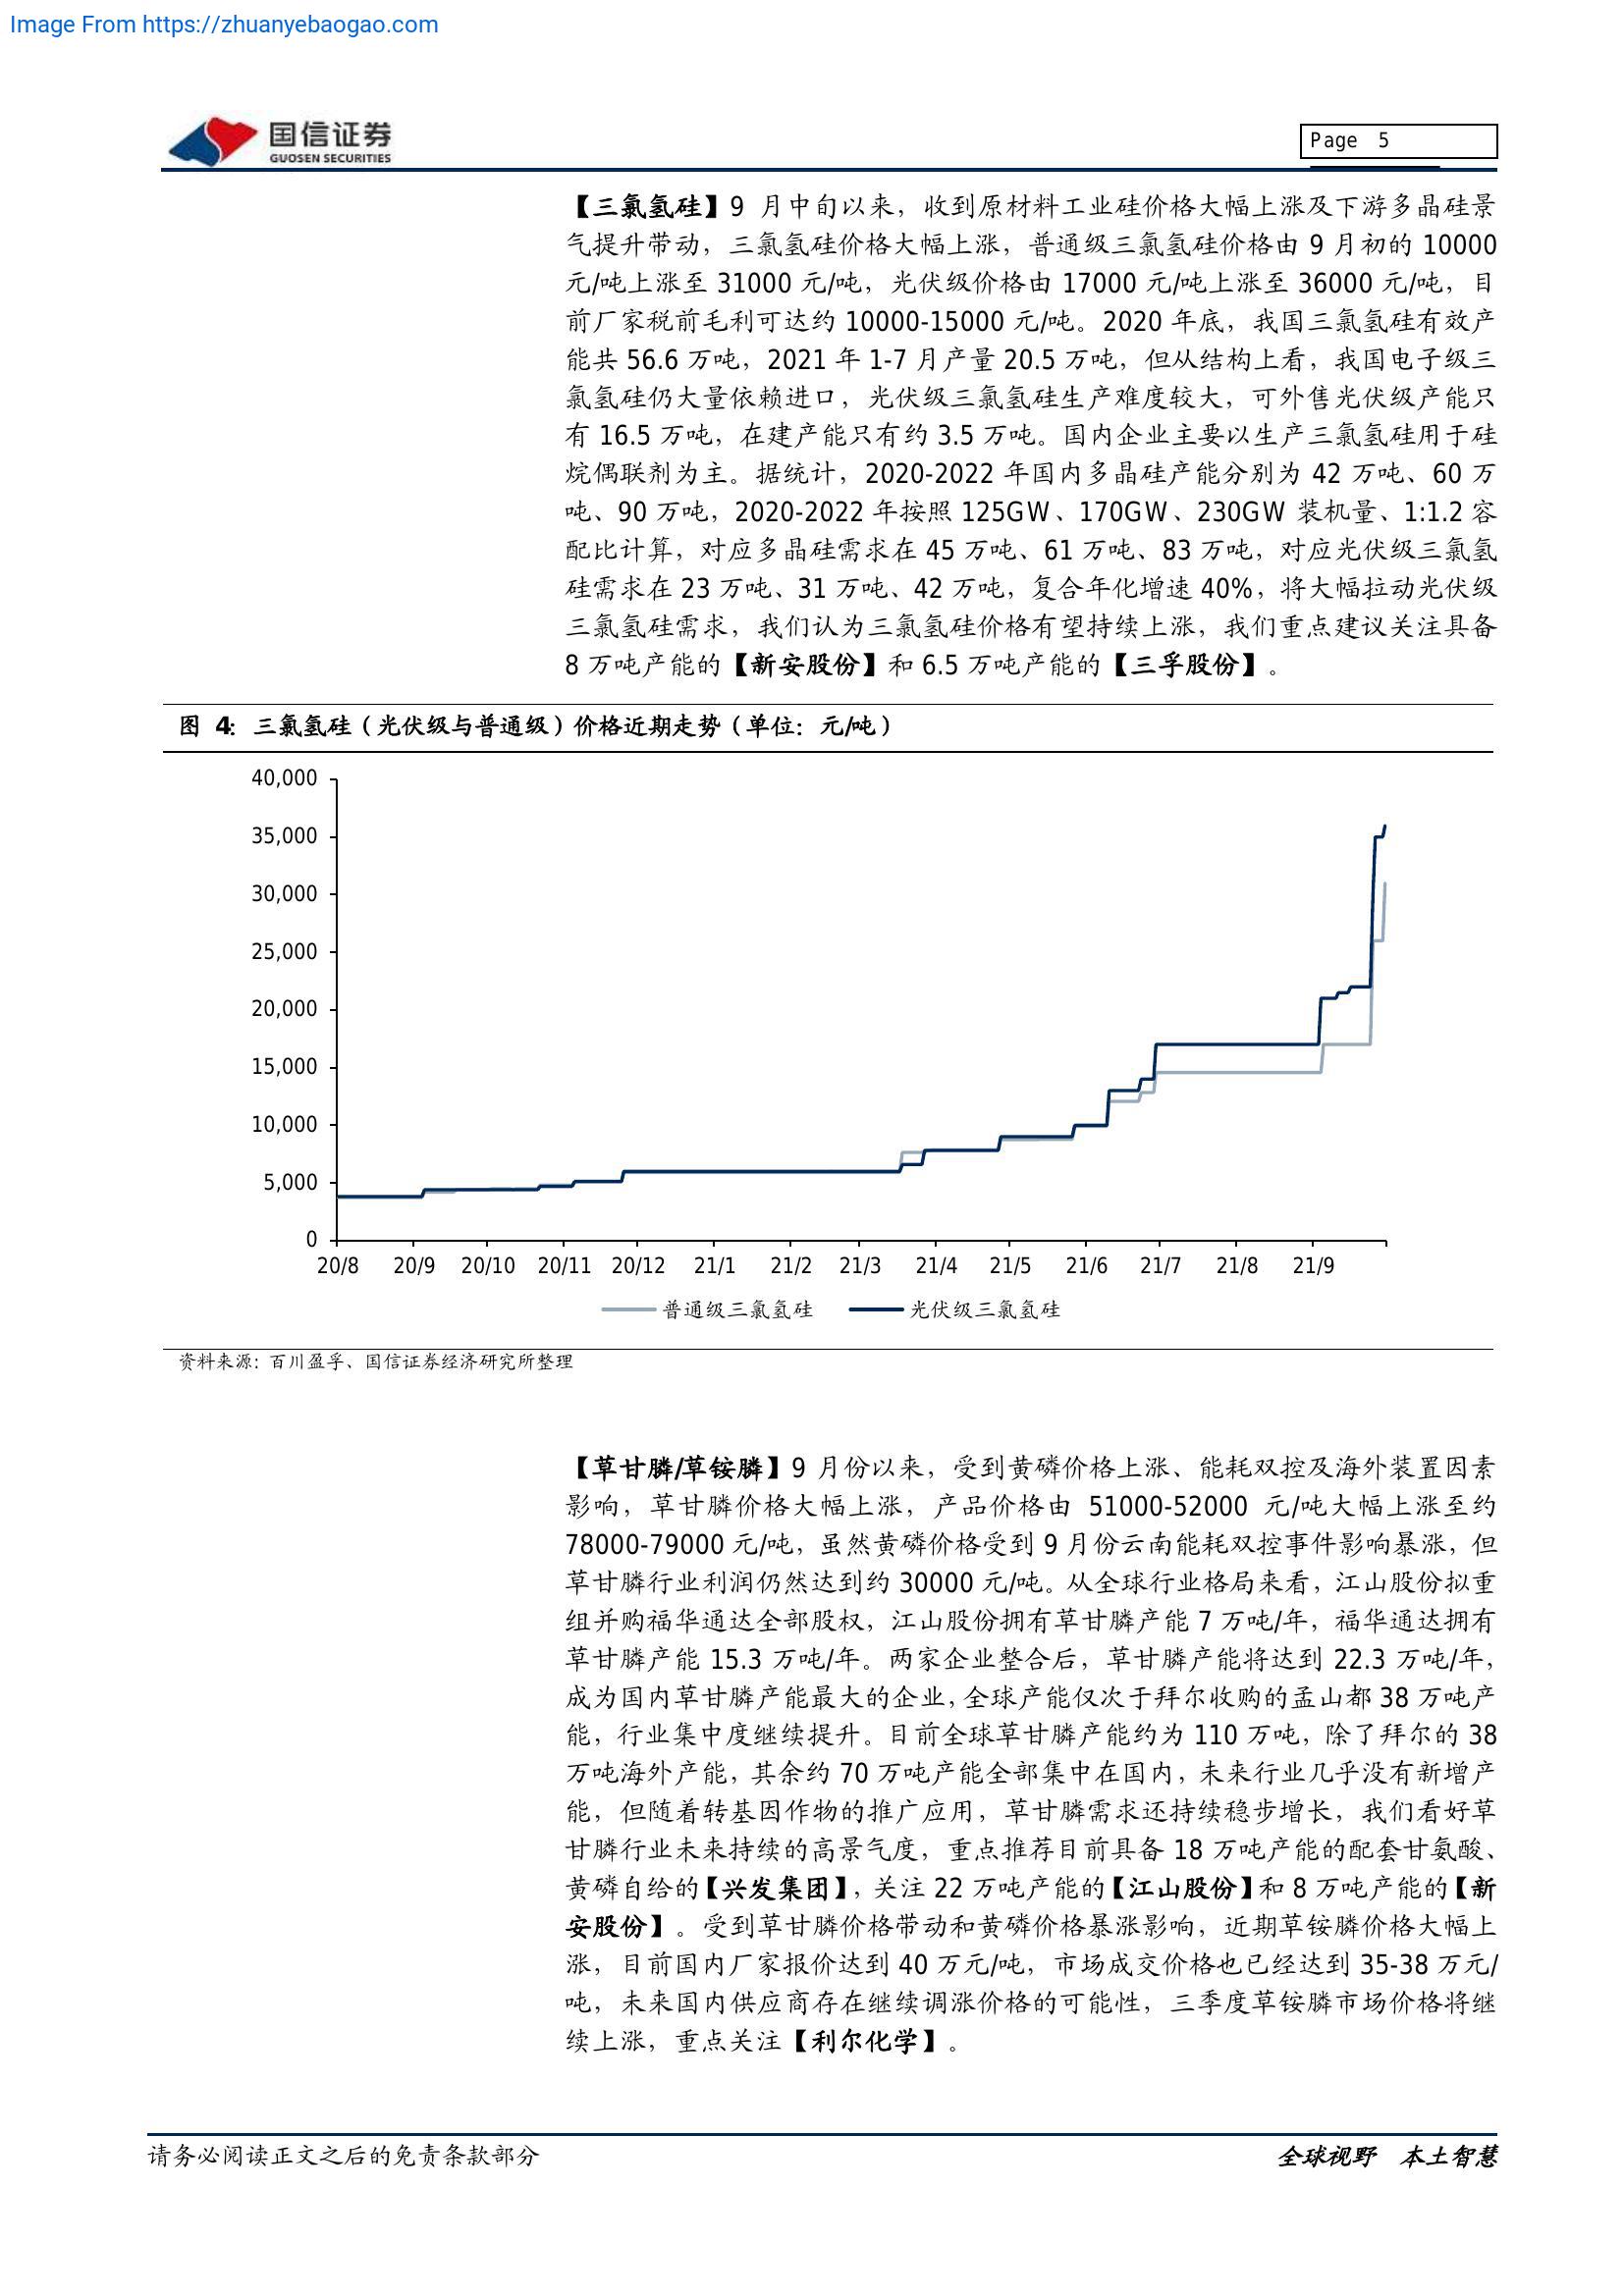 Image From https://zhuanyebaogao.com
国信证券
GUOSEN SECURITIES
Page 5
【三氯氢硅】9 月中旬以来，收到原材料工业硅价格大幅上涨及下游多晶硅景
气提升带动，三氯氢硅价格大幅上涨，普通级三氯氢硅价格由 9 月初的 10000
元/吨上涨至 31000 元/吨，光伏级价格由 17000 元/吨上涨至 36000 元/吨，目
前厂家税前毛利可达约 10000-15000 元/吨。2020 年底，我国三氯氢硅有效产
能共 56.6 万吨，2021 年 1-7 月产量 20.5 万吨，但从结构上看，我国电子级三
氯氢硅仍大量依赖进口，光伏级三氯氢硅生产难度较大，可外售光伏级产能只
有 16.5 万吨，在建产能只有约 3.5 万吨。国内企业主要以生产三氯氢硅用于硅
烷偶联剂为主。据统计，2020-2022 年国内多晶硅产能分别为 42 万吨、60 万
吨、90 万吨，2020-2022 年按照 125GW、170GW、230GW 装机量、1:1.2 容
配比计算，对应多晶硅需求在 45 万吨、61 万吨、83 万吨，对应光伏级三氯氢
硅需求在 23 万吨、31 万吨、42 万吨，复合年化增速 40%，将大幅拉动光伏级
三氯氢硅需求，我们认为三氯氢硅价格有望持续上涨，我们重点建议关注具备
8 万吨产能的【新安股份】和 6.5 万吨产能的【三孚股份】。
图 4：三氯氢硅（光伏级与普通级）价格近期走势（单位：元/吨）
40,000
35,000
30,000
25,000
20,000
15,000
10,000
5,000
0
20/8 20/9 20/10 20/11 20/12 21/1 21/2 21/3 21/4 21/5 21/6 21/7 21/8 21/9
普通级三氯氢硅 光伏级三氯氢硅
资料来源：百川盈孚、国信证券经济研究所整理
【草甘膦/草铵膦】9 月份以来，受到黄磷价格上涨、能耗双控及海外装置因素
影响，草甘膦价格大幅上涨，产品价格由 51000-52000 元/吨大幅上涨至约
78000-79000 元/吨，虽然黄磷价格受到 9 月份云南能耗双控事件影响暴涨，但
草甘膦行业利润仍然达到约 30000 元/吨。从全球行业格局来看，江山股份拟重
组并购福华通达全部股权，江山股份拥有草甘膦产能 7 万吨/年，福华通达拥有
草甘膦产能 15.3 万吨/年。两家企业整合后，草甘膦产能将达到 22.3 万吨/年，
成为国内草甘膦产能最大的企业，全球产能仅次于拜尔收购的孟山都 38 万吨产
能，行业集中度继续提升。目前全球草甘膦产能约为 110 万吨，除了拜尔的 38
万吨海外产能，其余约 70 万吨产能全部集中在国内，未来行业几乎没有新增产
能，但随着转基因作物的推广应用，草甘膦需求还持续稳步增长，我们看好草
甘膦行业未来持续的高景气度，重点推荐目前具备 18 万吨产能的配套甘氨酸、
黄磷自给的【兴发集团】，关注 22 万吨产能的【江山股份】和 8 万吨产能的【新
安股份】。受到草甘膦价格带动和黄磷价格暴涨影响，近期草铵膦价格大幅上
涨，目前国内厂家报价达到 40 万元/吨，市场成交价格也已经达到 35-38 万元/
吨，未来国内供应商存在继续调涨价格的可能性，三季度草铵膦市场价格将继
续上涨，重点关注【利尔化学】。
请务必阅读正文之后的免责条款部分
全球视野 本土智慧